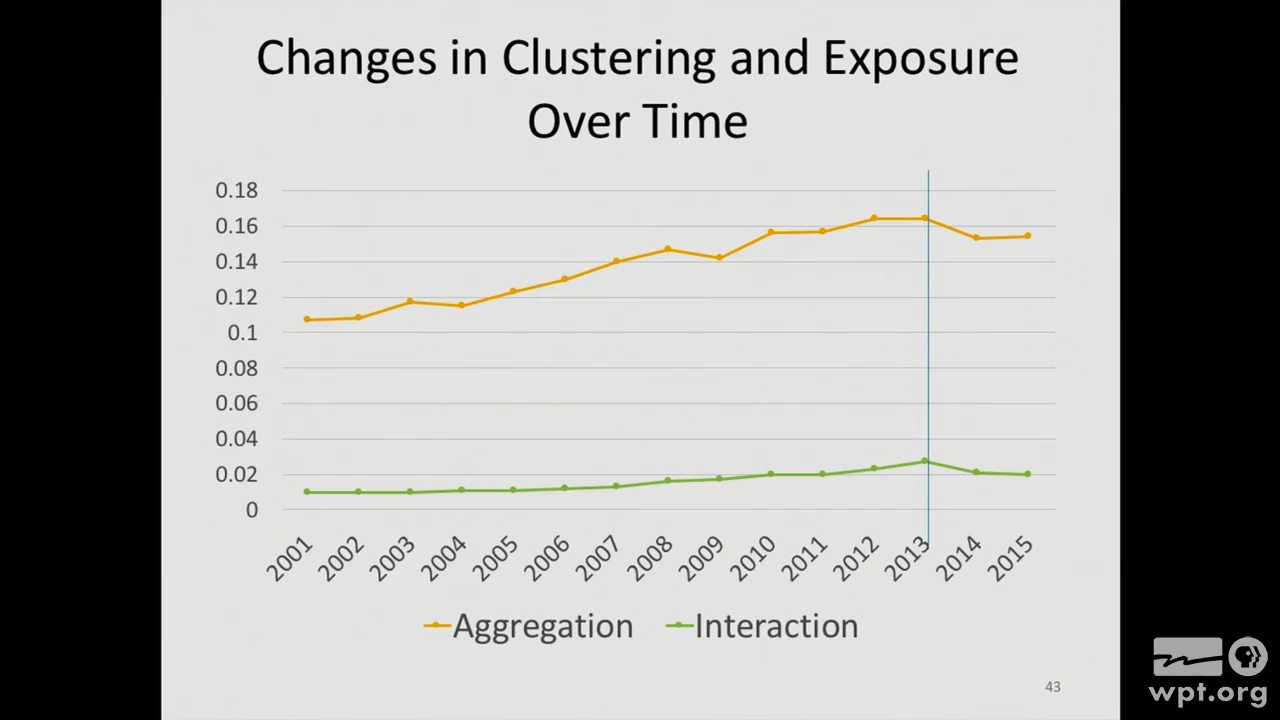 Changes in Clustering and Exposure
Over Time
0.18
0.16
0.14
0.12
0.1
0.08
0.06
0.04
0.02
0
2001 2002 2003 2004 2005 2006 2007 2008 2009 2010 2011 2012 2013 2014 2015
Aggregation Interaction
43
wpt.org